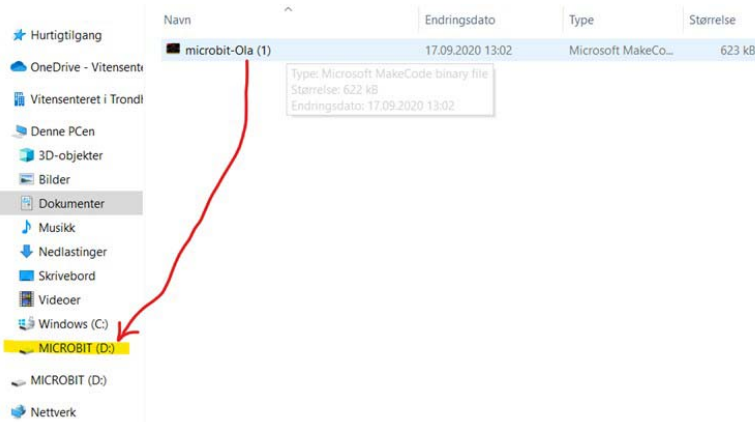 Navn Endringsdato Type Størrelse
Hurtigtilgang
microbit-Ola (1) 17.09.2020 13:02 Microsoft MakeCo... 623 kB
OneDrive - Vitensente
Type: Microsoft MakeCode binary file
Størrelse: 622 kB
Endringsdato: 17.09.2020 13:02
Vitensenteret i Trondh
Denne PCen
3D-objekter
Bilder
Dokumenter
Musikk
Nedlastinger
Skrivebord
Videoer
Windows (C:)
MICROBIT (D:)
MICROBIT (D:)
Nettverk